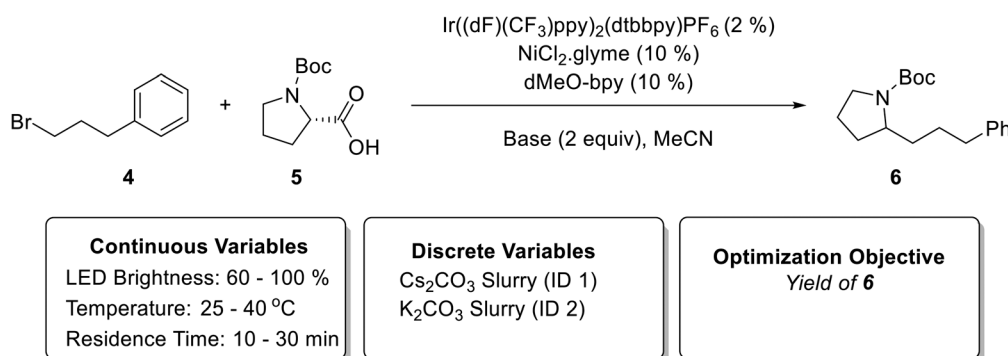 Ir((dF)(CF₃)ppy)₂(dtbbpy)PF₆ (2 %)
NiCl₂.glyme (10 %)
dMeO-bpy (10 %)
Base (2 equiv), MeCN
Br
4
+
Boc
N
O
OH
5
Boc
N
Ph
6
Continuous Variables
LED Brightness: 60 - 100 %
Temperature: 25 - 40 °C
Residence Time: 10 - 30 min
Discrete Variables
Cs₂CO₃ Slurry (ID 1)
K₂CO₃ Slurry (ID 2)
Optimization Objective
Yield of 6